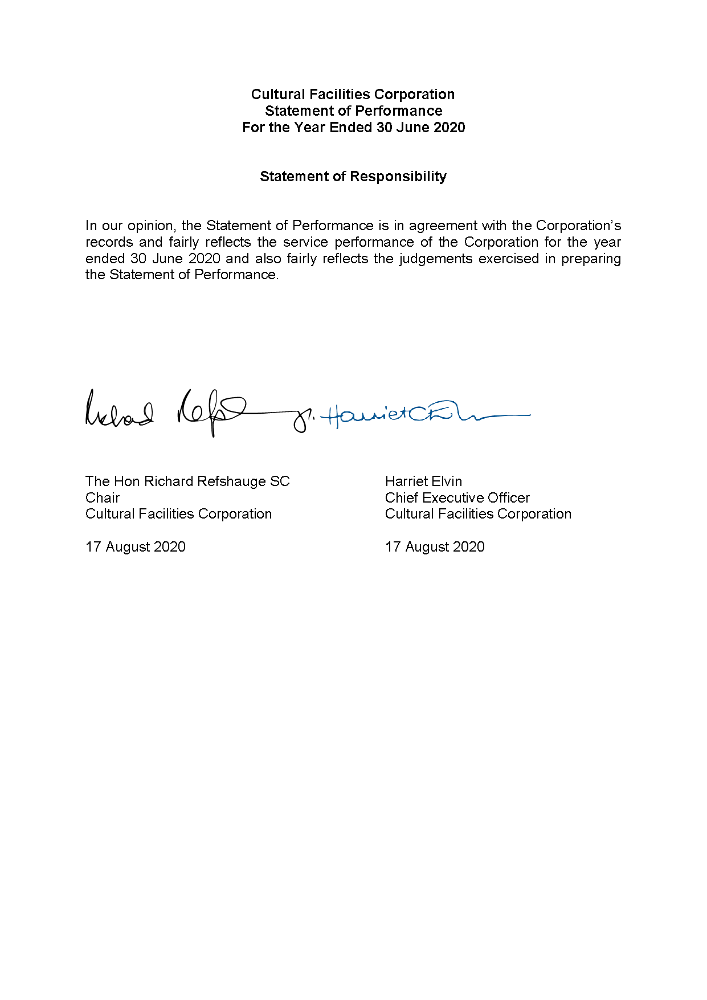 Cultural Facilities Corporation
Statement of Performance
For the Year Ended 30 June 2020
Statement of Responsibility
In our opinion, the Statement of Performance is in agreement with the Corporation’s
records and fairly reflects the service performance of the Corporation for the year
ended 30 June 2020 and also fairly reflects the judgements exercised in preparing
the Statement of Performance.
Richard Refshauge. Harriet C Elvin
The Hon Richard Refshauge SC
Chair
Cultural Facilities Corporation
17 August 2020
Harriet Elvin
Chief Executive Officer
Cultural Facilities Corporation
17 August 2020